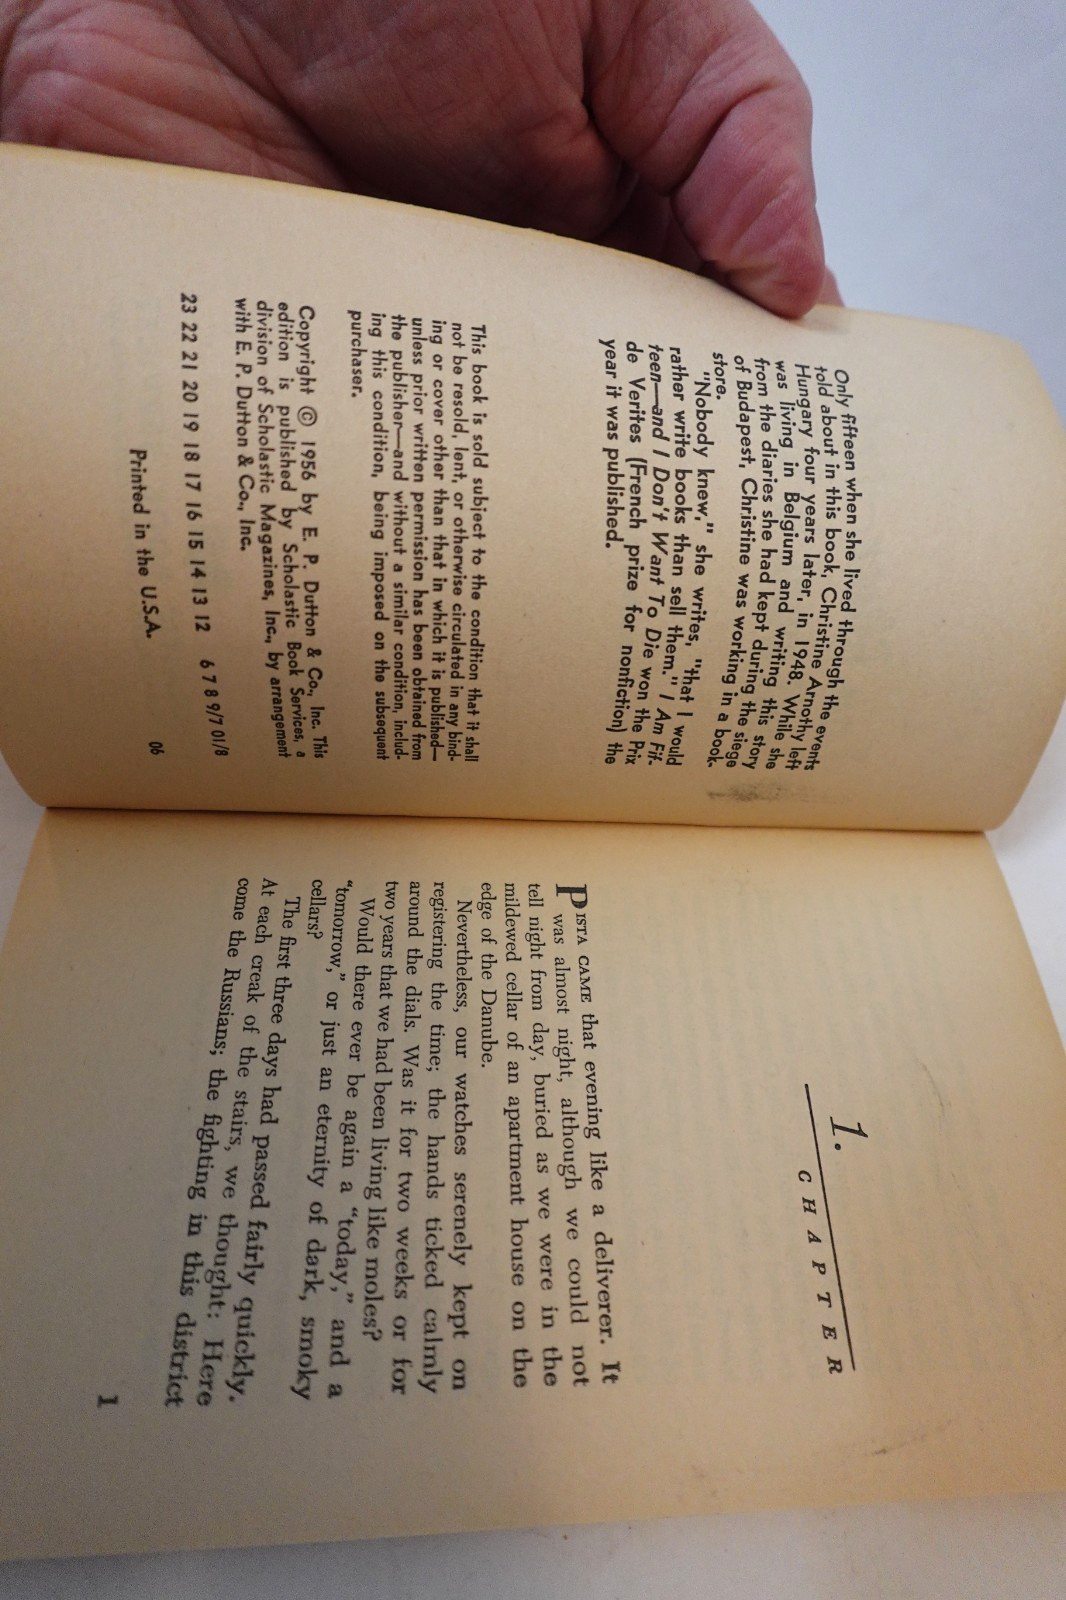 Only fifteen when she lived through the events
told about in this book, Christine Arnothy left
Hungary four years later, in 1948. While she
was living in Belgium and writing this story
from the diaries she had kept during the siege
of Budapest, Christine was working in a book-
store.
"Nobody knew," she writes, "that I would
rather write books than sell them." I Am Fif-
teen—and I Don't Want To Die won the Prix
de Verites (French prize for nonfiction) the
year it was published.
This book is sold subject to the condition that it shall
not be resold, lent, or otherwise circulated in any bind-
ing or cover other than that in which it is published—
unless prior written permission has been obtained from
the publisher—and without a similar condition, includ-
ing this condition, being imposed on the subsequent
purchaser.
Copyright © 1956 by E. P. Dutton & Co., Inc. This
edition is published by Scholastic Book Services, a
division of Scholastic Magazines, Inc., by arrangement
with E. P. Dutton & Co., Inc.
23 22 21 20 19 18 17 16 15 14 13 12 6 7 8 9/7 01/8
Printed in the U.S.A. 06
1.
CHAPTER
PISTA CAME that evening like a deliverer. It
was almost night, although we could not
tell night from day, buried as we were in the
mildewed cellar of an apartment house on the
edge of the Danube.
Nevertheless, our watches serenely kept on
registering the time; the hands ticked calmly
around the dials. Was it for two weeks or for
two years that we had been living like moles?
Would there ever be again a "today," and a
"tomorrow," or just an eternity of dark, smoky
cellars?
The first three days had passed fairly quickly.
At each creak of the stairs, we thought: Here
come the Russians; the fighting in this district
1